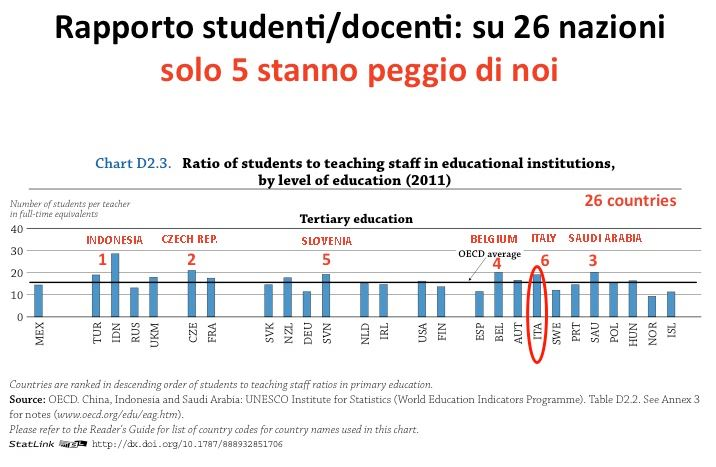 Rapporto studenti/docenti: su 26 nazioni
solo 5 stanno peggio di noi
Chart D2.3. Ratio of students to teaching staff in educational institutions,
by level of education (2011)
26 countries
Number of students per teacher
in full-time equivalents
Tertiary education
40
30
20
10
0
INDONESIA CZECH REP. SLOVENIA BELGIUM ITALY SAUDI ARABIA
OECD average
1 2 5 4 6 3
MEX TUR IDN RUS UKM CZE FRA SVK NZL DEU SVN NLD IRL USA FIN ESP BEL AUT ITA SWE PRT SAU POL HUN NOR ISL
Countries are ranked in descending order of students to teaching staff ratios in primary education.
Source: OECD. China, Indonesia and Saudi Arabia: UNESCO Institute for Statistics (World Education Indicators Programme). Table D2.2. See Annex 3
for notes (www.oecd.org/edu/eag.htm).
Please refer to the Reader's Guide for list of country codes for country names used in this chart.
StatLink http://dx.doi.org/10.1787/888932851706